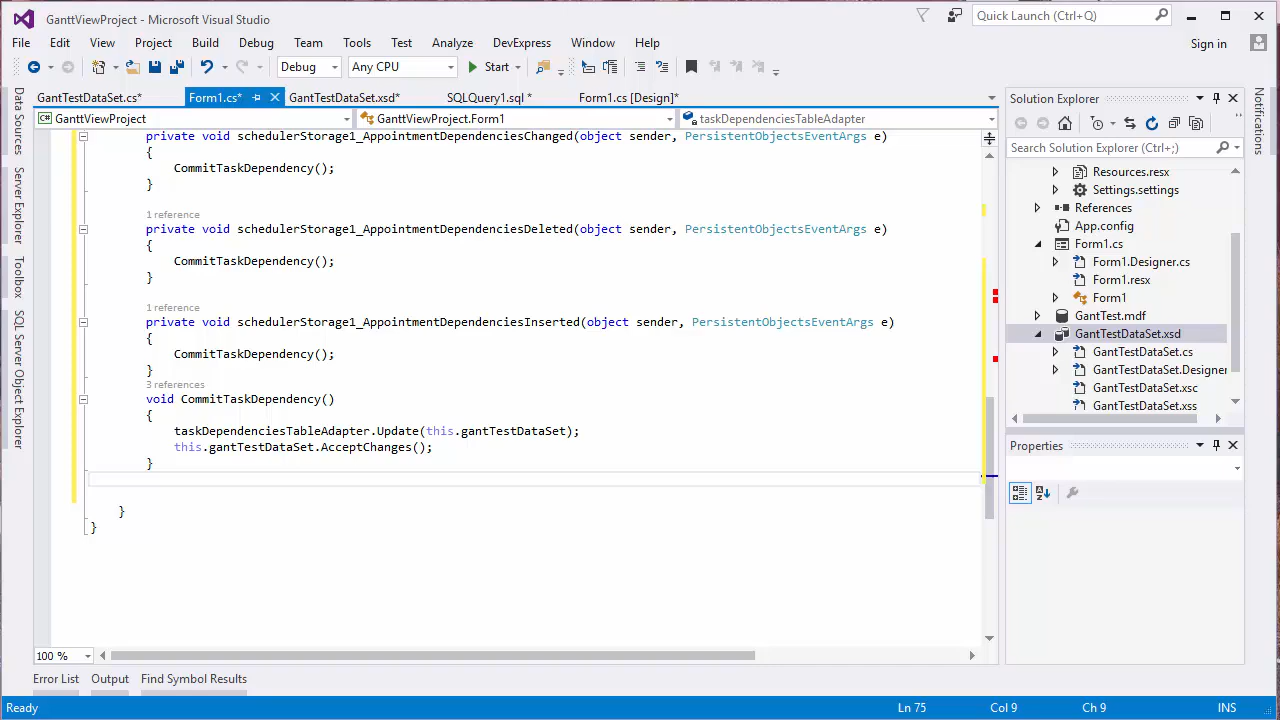 GanttViewProject - Microsoft Visual Studio
Quick Launch (Ctrl+Q)
File Edit View Project Build Debug Team Tools Test Analyze DevExpress Window Help
Sign in
Debug Any CPU Start
GantTestDataSet.cs* Form1.cs* GantTestDataSet.xsd* SQLQuery1.sql * Form1.cs [Design]*
GanttViewProject GanttViewProject.Form1 taskDependenciesTableAdapter
Data Sources
Server Explorer
Toolbox
SQL Server Object Explorer
private void schedulerStorage1_AppointmentDependenciesChanged(object sender, PersistentObjectsEventArgs e)
{
CommitTaskDependency();
}
1 reference
private void schedulerStorage1_AppointmentDependenciesDeleted(object sender, PersistentObjectsEventArgs e)
{
CommitTaskDependency();
}
1 reference
private void schedulerStorage1_AppointmentDependenciesInserted(object sender, PersistentObjectsEventArgs e)
{
CommitTaskDependency();
}
3 references
void CommitTaskDependency()
{
taskDependenciesTableAdapter.Update(this.gantTestDataSet);
this.gantTestDataSet.AcceptChanges();
}
}
}
100 %
Solution Explorer
Search Solution Explorer (Ctrl+;)
Resources.resx
Settings.settings
References
App.config
Form1.cs
Form1.Designer.cs
Form1.resx
Form1
GantTest.mdf
GantTestDataSet.xsd
GantTestDataSet.cs
GantTestDataSet.Designer
GantTestDataSet.xsc
GantTestDataSet.xss
Properties
Notifications
Error List Output Find Symbol Results
Ready Ln 75 Col 9 Ch 9 INS